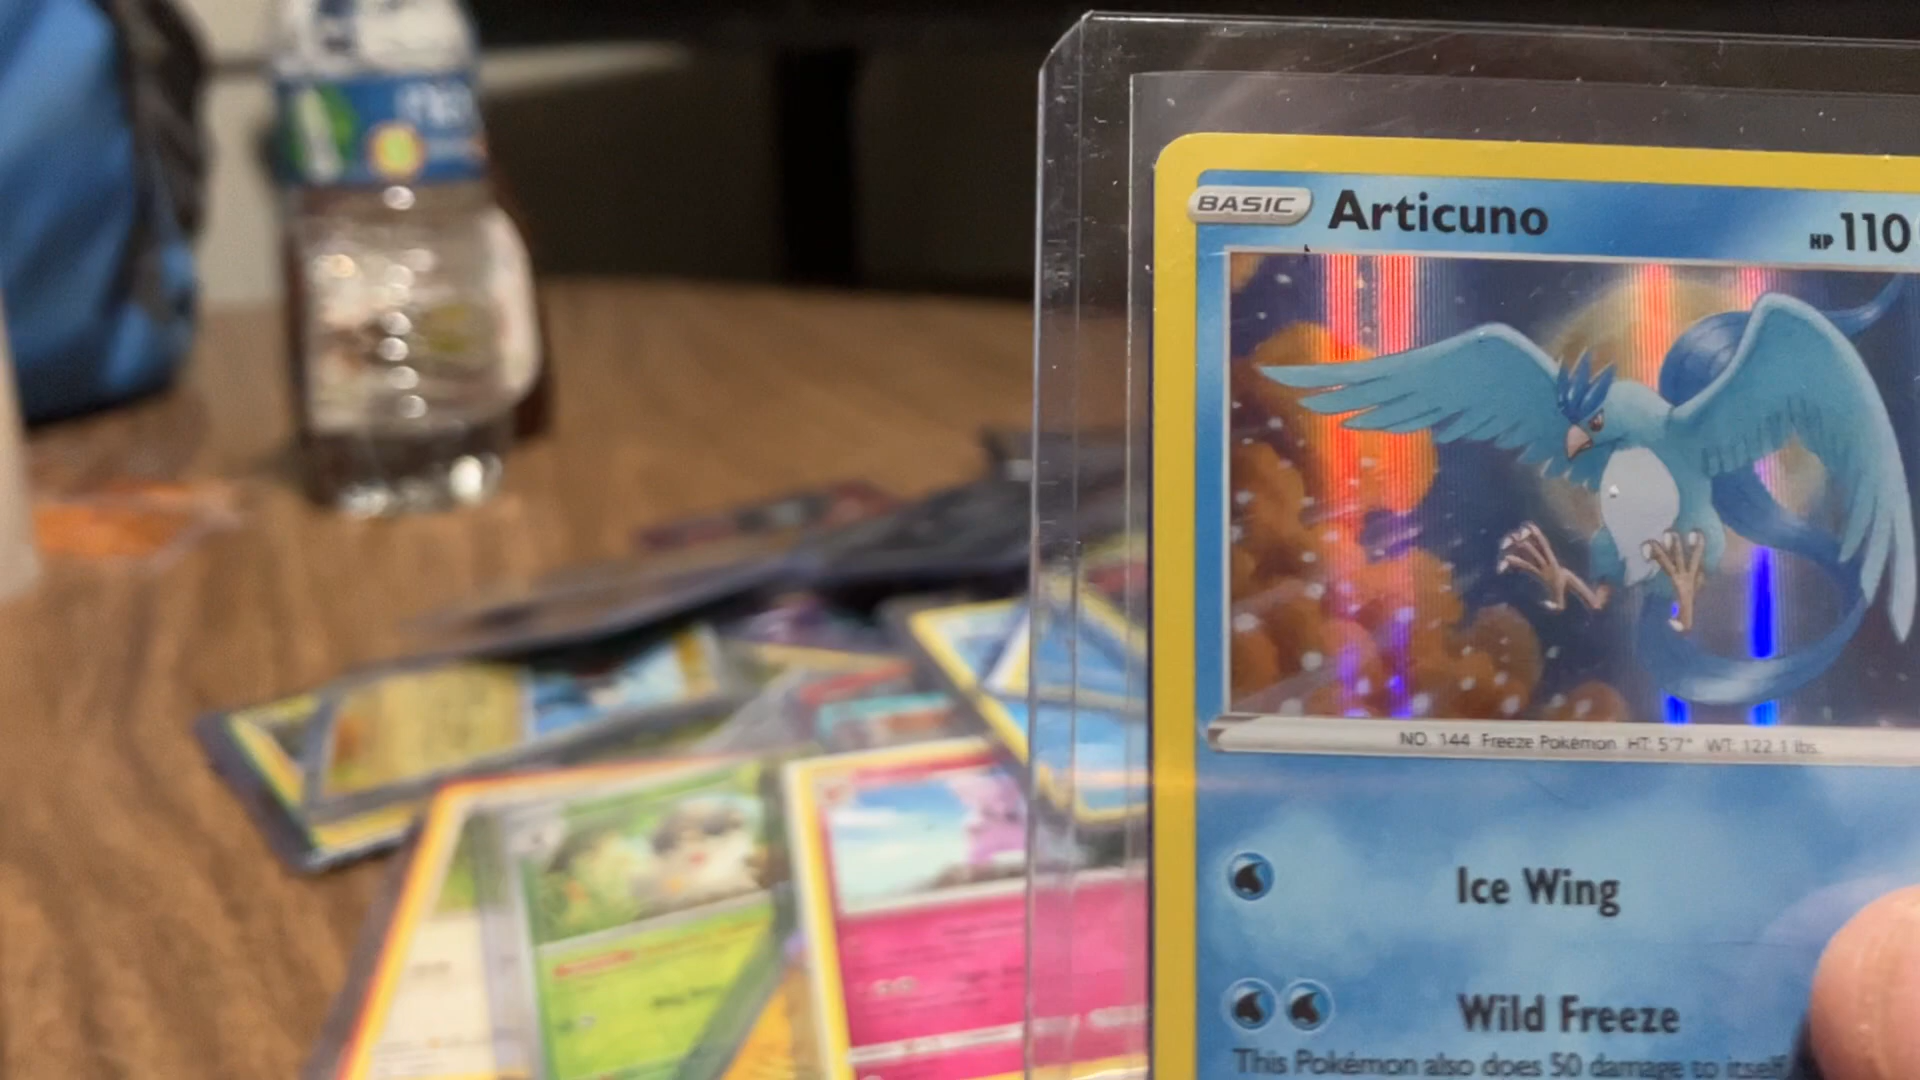 BASIC Articuno HP 110
NO. 144 Freeze Pokémon HT: 5'7" WT: 122.1 lbs.
Ice Wing
Wild Freeze
This Pokémon also does 50 damage to itself